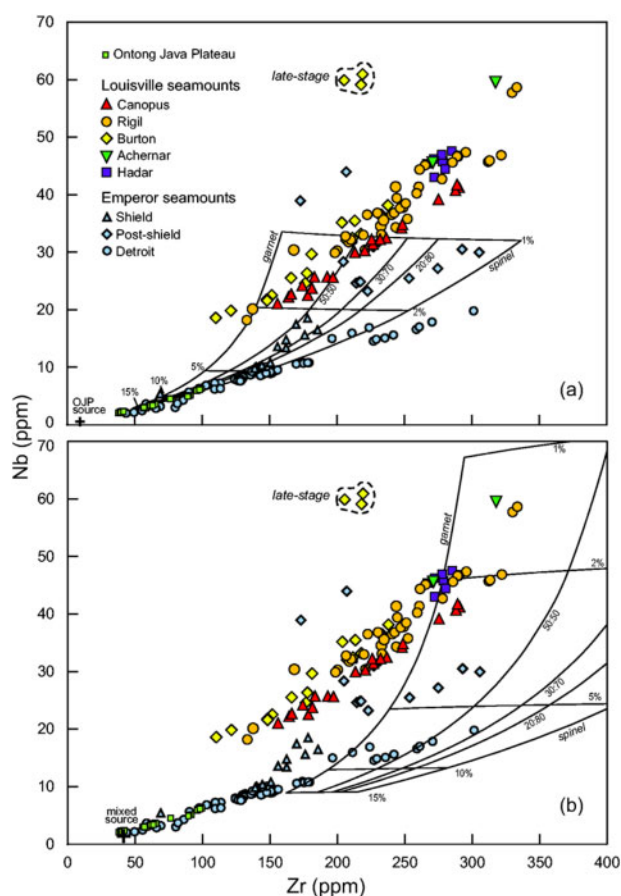 70
(a)
Ontong Java Plateau
late-stage
60
Louisville seamounts
Canopus
50
Rigil
Burton
Achernar
40
Hadar
Emperor seamounts
Shield
30
Post-shield
Detroit
garnet
50:50
30:70
20:80
spinel
1%
20
2%
10
15%
10%
5%
OJP
source
0
Nb (ppm)
70
1%
60
late-stage
garnet
50
2%
50:50
40
30
30:70
5%
20:80
spinel
20
10
mixed
source
10%
15%
(b)
0
0 50 100 150 200 250 300 350 400
Zr (ppm)